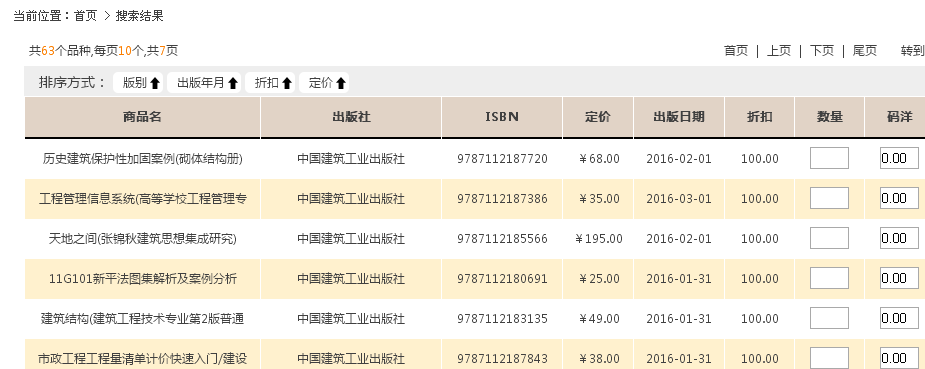 当前位置：首页 > 搜索结果
共63个品种,每页10个,共7页 首页 | 上页 | 下页 | 尾页 转到
排序方式： 版别 出版年月 折扣 定价
商品名 出版社 ISBN 定价 出版日期 折扣 数量 码洋
历史建筑保护性加固案例(砌体结构册) 中国建筑工业出版社 9787112187720 ￥68.00 2016-02-01 100.00 0.00
工程管理信息系统(高等学校工程管理专 中国建筑工业出版社 9787112187386 ￥35.00 2016-03-01 100.00 0.00
天地之间(张锦秋建筑思想集成研究) 中国建筑工业出版社 9787112185566 ￥195.00 2016-02-01 100.00 0.00
11G101新平法图集解析及案例分析 中国建筑工业出版社 9787112180691 ￥25.00 2016-01-31 100.00 0.00
建筑结构(建筑工程技术专业第2版普通 中国建筑工业出版社 9787112183135 ￥49.00 2016-01-31 100.00 0.00
市政工程工程量清单计价快速入门/建设 中国建筑工业出版社 9787112187843 ￥38.00 2016-01-31 100.00 0.00